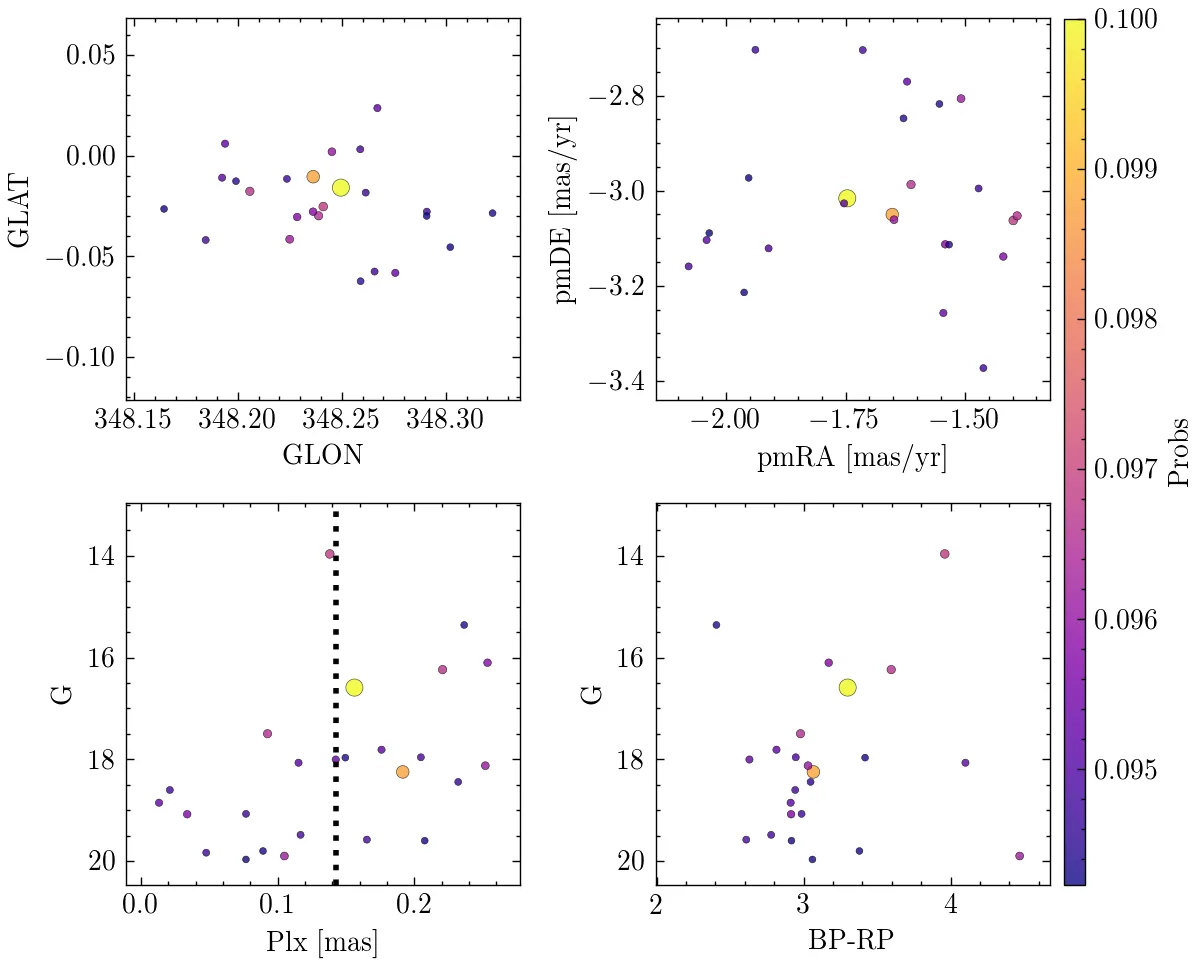 0.05
0.00
−0.05
−0.10
GLAT
348.15 348.20 348.25 348.30
GLON
−2.8
−3.0
−3.2
−3.4
pmDE [mas/yr]
−2.00 −1.75 −1.50
pmRA [mas/yr]
0.100
0.099
0.098
0.097
0.096
0.095
Probs
14
16
18
20
G
0.0 0.1 0.2
Plx [mas]
14
16
18
20
G
2 3 4
BP-RP